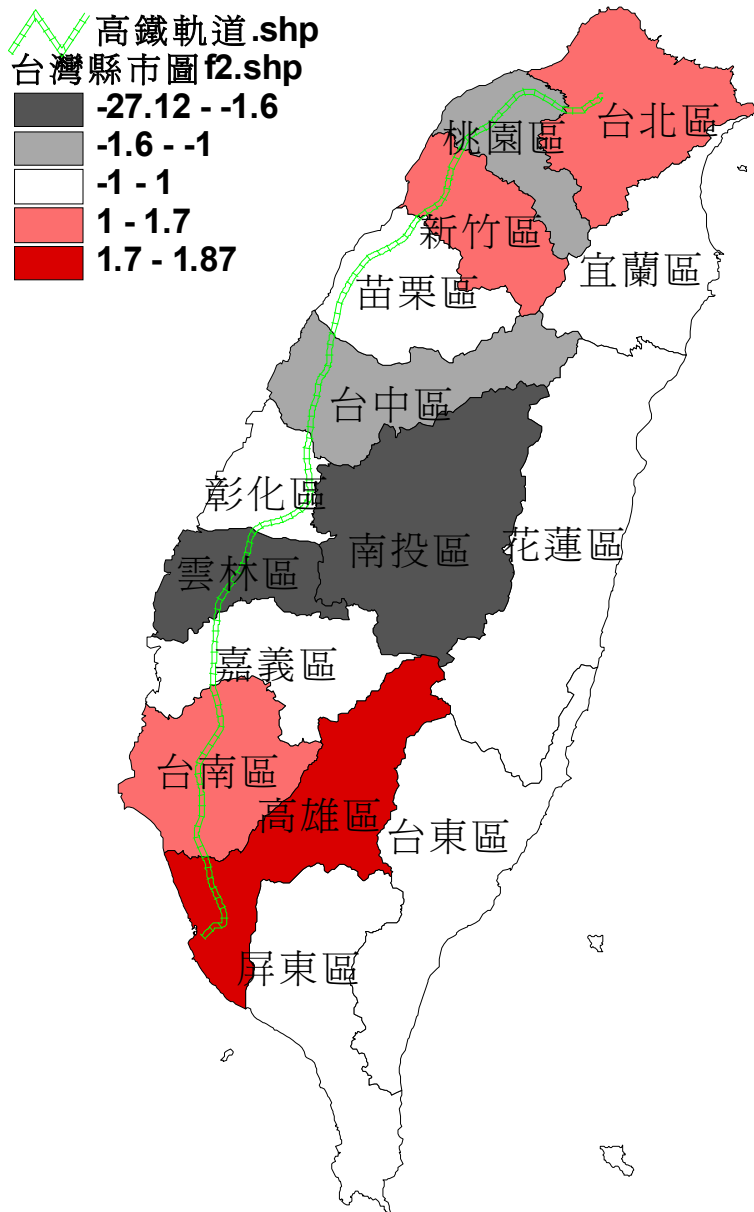 高鐵軌道.shp
台灣縣市圖f2.shp
-27.12 - -1.6
-1.6 - -1
-1 - 1
1 - 1.7
1.7 - 1.87
台北區
桃園區
新竹區
宜蘭區
苗栗區
台中區
彰化區
南投區
花蓮區
雲林區
嘉義區
台南區
高雄區
台東區
屏東區